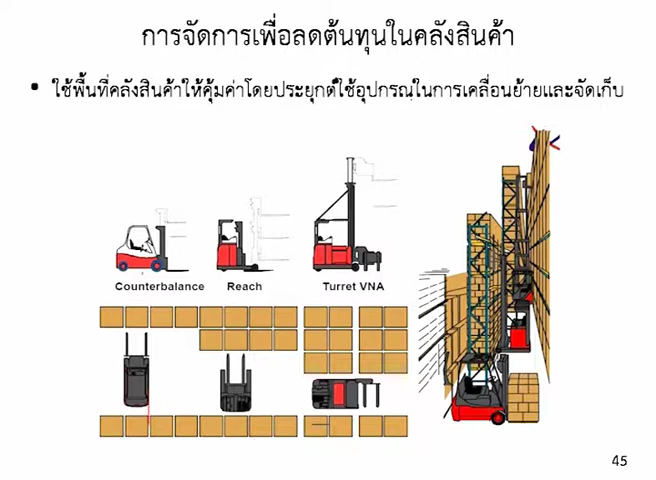 การจัดการเพื่อลดต้นทุนในคลังสินค้า
• ใช้พื้นที่คลังสินค้าให้คุ้มค่าโดยประยุกต์ใช้อุปกรณ์ในการเคลื่อนย้ายและจัดเก็บ
Counterbalance Reach Turret VNA
45